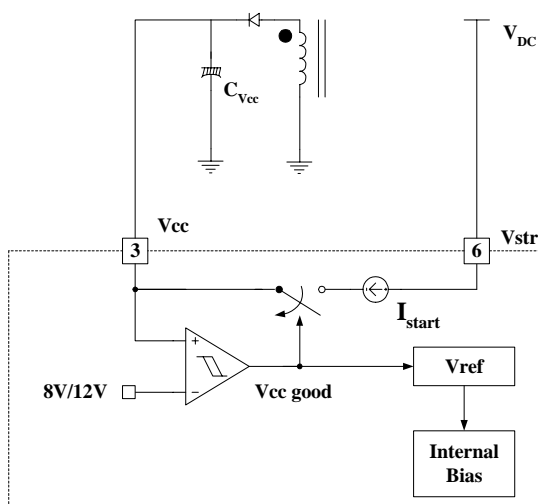 V_DC
C_Vcc
Vcc
3
6
Vstr
I_start
+
8V/12V
−
Vcc good
Vref
Internal
Bias